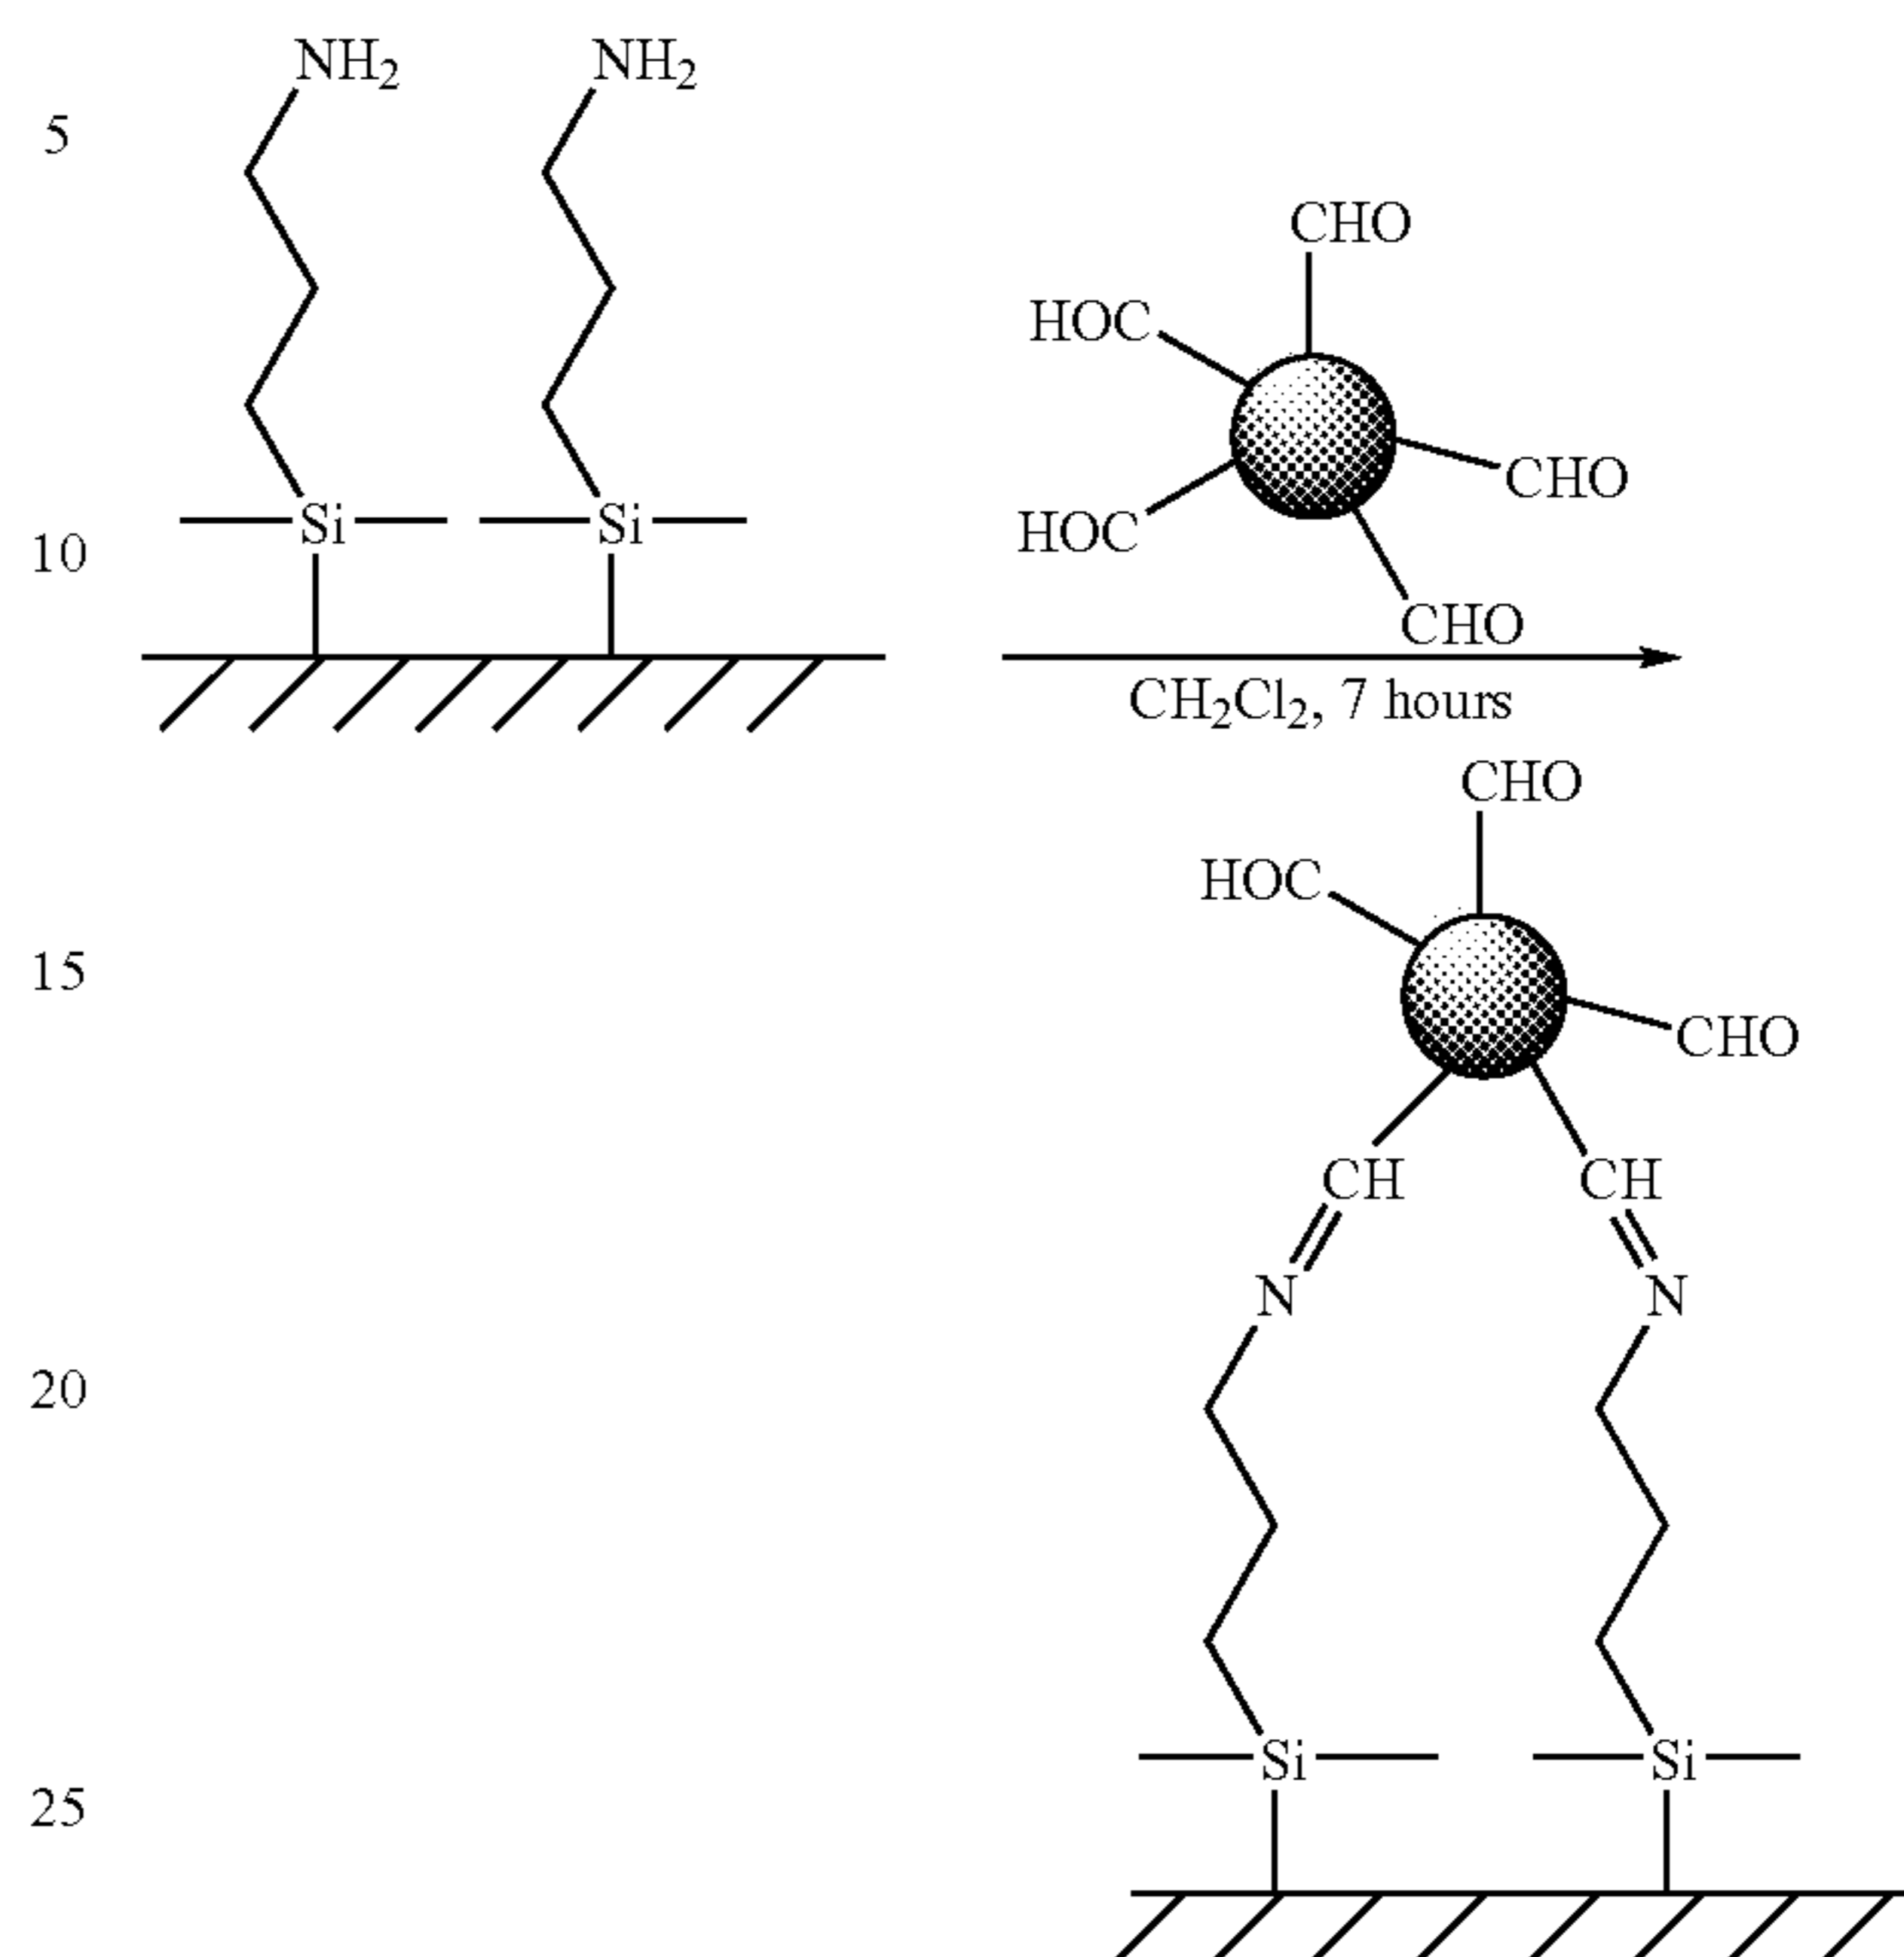 NH2 NH2
5
CHO
HOC
CHO
HOC
Si Si
10
CHO
CH2Cl2, 7 hours
CHO
HOC
15
CHO
CH CH
N N
20
Si Si
25